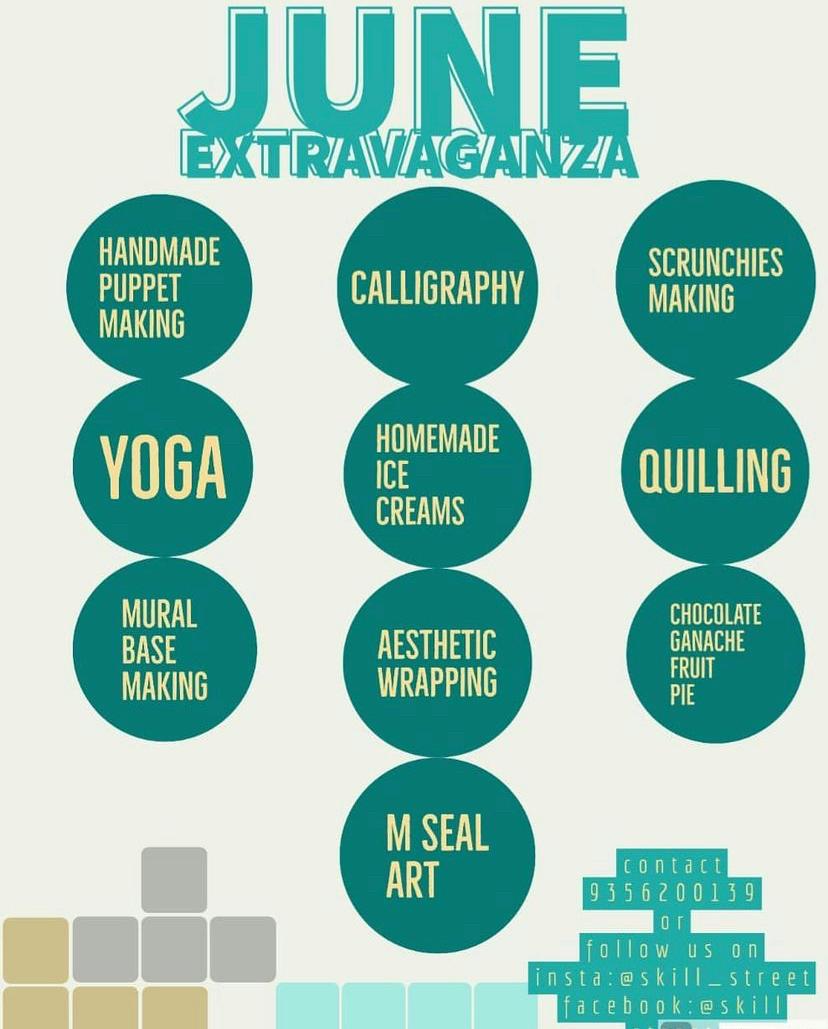 JUNE
EXTRAVAGANZA
HANDMADE
PUPPET
MAKING
YOGA
MURAL
BASE
MAKING
CALLIGRAPHY
HOMEMADE
ICE
CREAMS
AESTHETIC
WRAPPING
M SEAL
ART
SCRUNCHIES
MAKING
QUILLING
CHOCOLATE
GANACHE
FRUIT
PIE
contact
9356200139
or
follow us on
insta:@skill_street
facebook:@skill